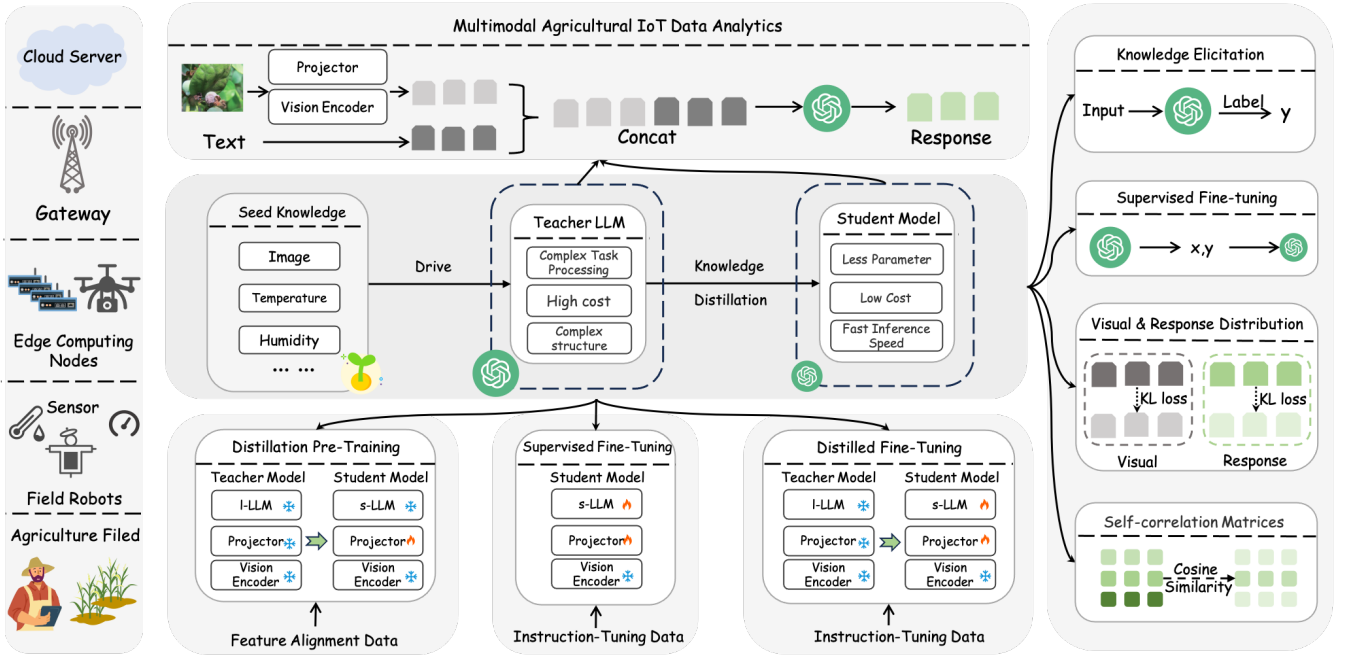 Cloud Server
Gateway
Edge Computing
Nodes
Sensor
Field Robots
Agriculture Filed
Multimodal Agricultural IoT Data Analytics
Projector
Vision Encoder
Text
Concat
Response
Seed Knowledge
Image
Temperature
Humidity
... ...
Drive
Teacher LLM
Complex Task
Processing
High cost
Complex
structure
Knowledge
Distillation
Student Model
Less Parameter
Low Cost
Fast Inference
Speed
Distillation Pre-Training
Teacher Model
Student Model
l-LLM
s-LLM
Projector
Projector
Vision
Encoder
Vision
Encoder
Feature Alignment Data
Supervised Fine-Tuning
Student Model
s-LLM
Projector
Vision
Encoder
Instruction-Tuning Data
Distilled Fine-Tuning
Teacher Model
Student Model
l-LLM
s-LLM
Projector
Projector
Vision
Encoder
Vision
Encoder
Instruction-Tuning Data
Knowledge Elicitation
Input
Label
y
Supervised Fine-tuning
x,y
Visual & Response Distribution
KL loss
KL loss
Visual
Response
Self-correlation Matrices
Cosine
Similarity